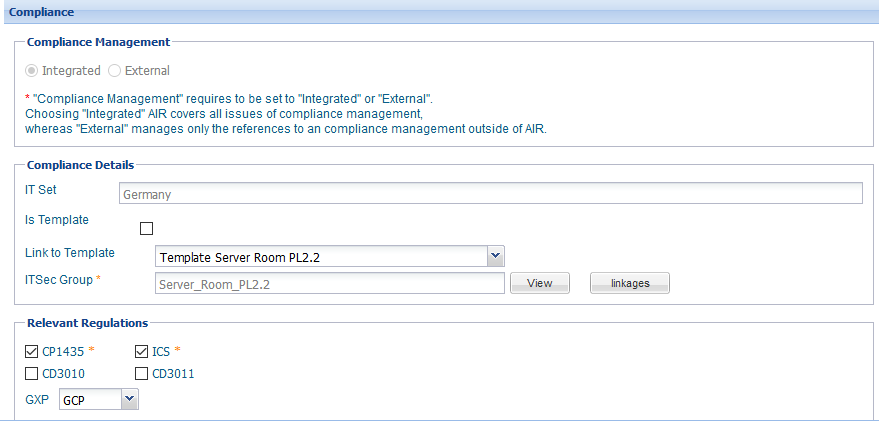 Compliance
Compliance Management
Integrated External
* "Compliance Management" requires to be set to "Integrated" or "External".
Choosing "Integrated" AIR covers all issues of compliance management,
whereas "External" manages only the references to an compliance management outside of AIR.
Compliance Details
IT Set Germany
Is Template
Link to Template Template Server Room PL2.2
ITSec Group * Server_Room_PL2.2 View linkages
Relevant Regulations
CP1435 * ICS *
CD3010 CD3011
GXP GCP